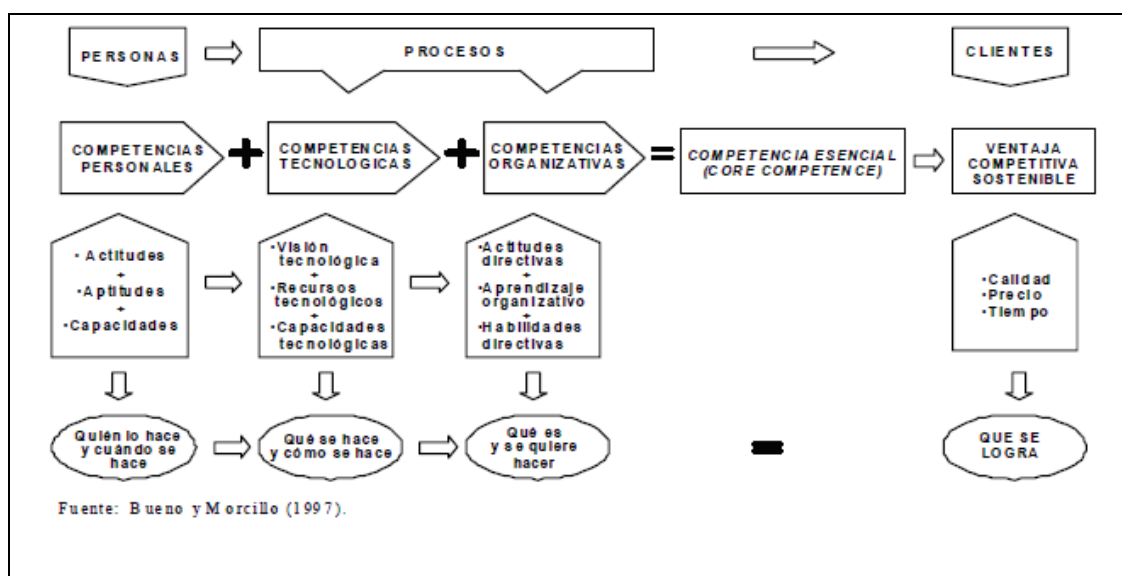 PERSONAS
PROCESOS
CLIENTES
COMPETENCIAS
PERSONALES
+
COMPETENCIAS
TECNOLOGICAS
+
COMPETENCIAS
ORGANIZATIVAS
=
COMPETENCIA ESENCIAL
(CORE COMPETENCE)
VENTAJA
COMPETITIVA
SOSTENIBLE
• Actitudes
+
•Aptitudes
+
•Capacidades
•Visión
tecnológica
+
•Recursos
tecnológicos
+
•Capacidades
tecnológicas
•Actitudes
directivas
+
•Aprendizaje
organizativo
+
•Habilidades
directivas
•Calidad
•Precio
•Tiempo
Quién lo hace
y cuándo se
hace
Qué se hace
y cómo se hace
Qué es
y se quiere
hacer
QUE SE
LOGRA
Fuente: Bueno y Morcillo (1997).